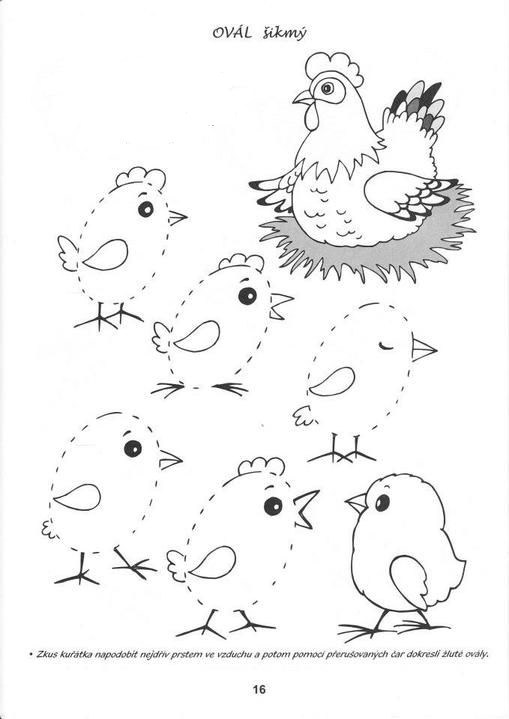 OVÁL šikmý
• Zkus kuřátka napodobit nejdřív prstem ve vzduchu a potom pomocí přerušovaných čar dokresli žluté ovály.
16